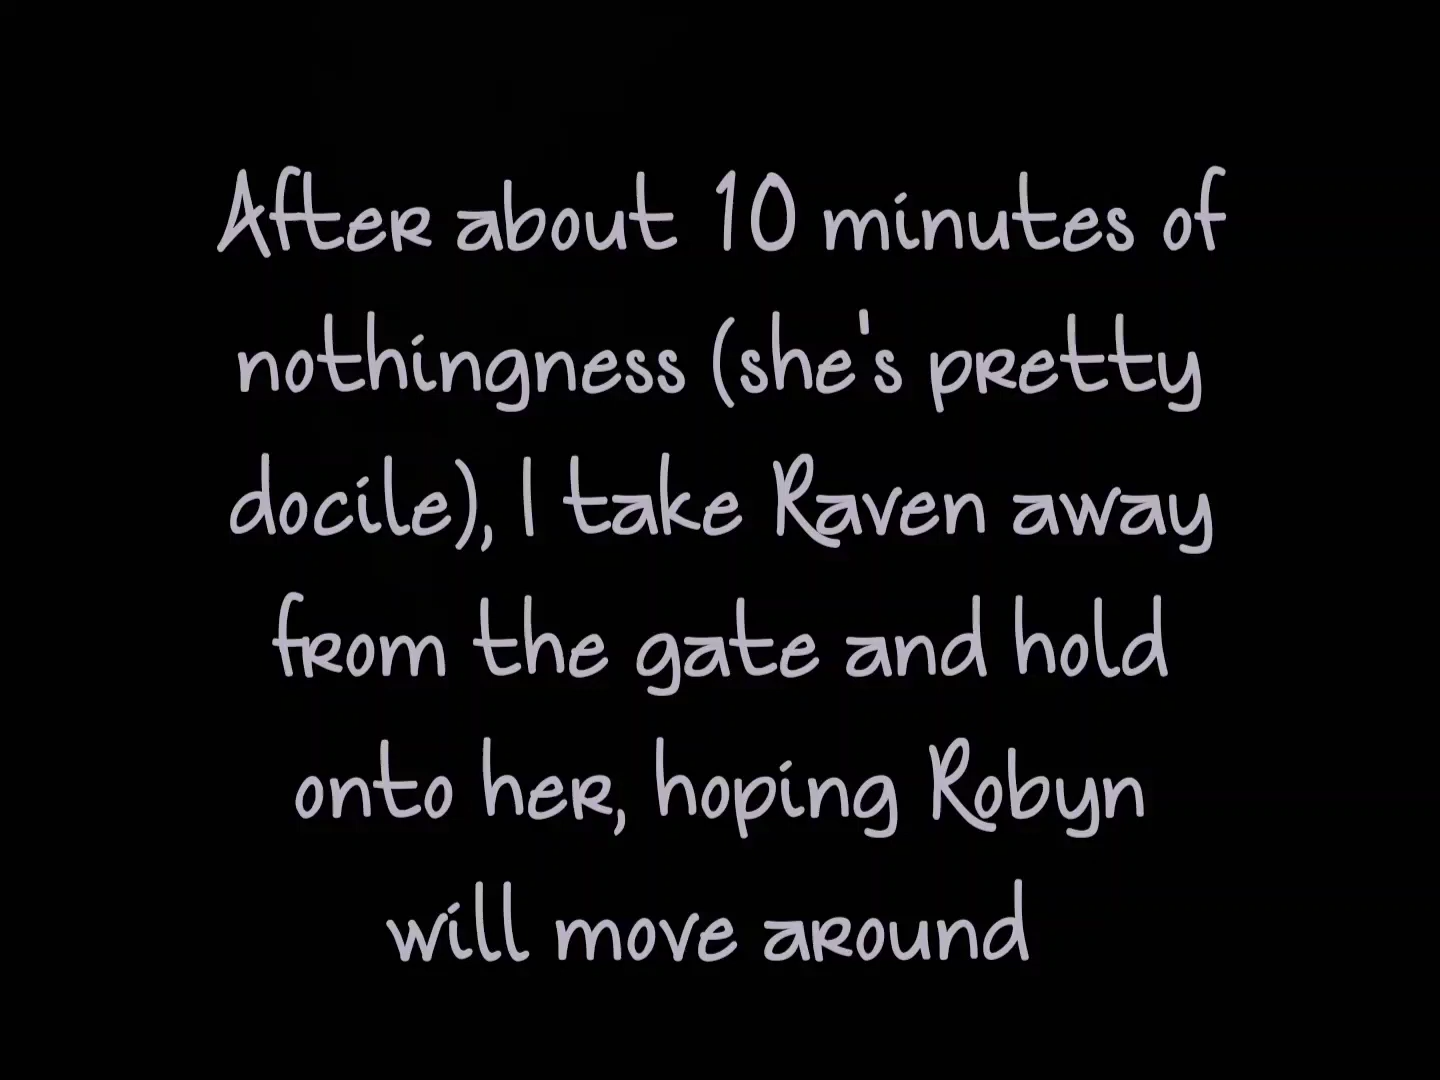 After about 10 minutes of
nothingness (she's pretty
docile), I take Raven away
from the gate and hold
onto her, hoping Robyn
will move around